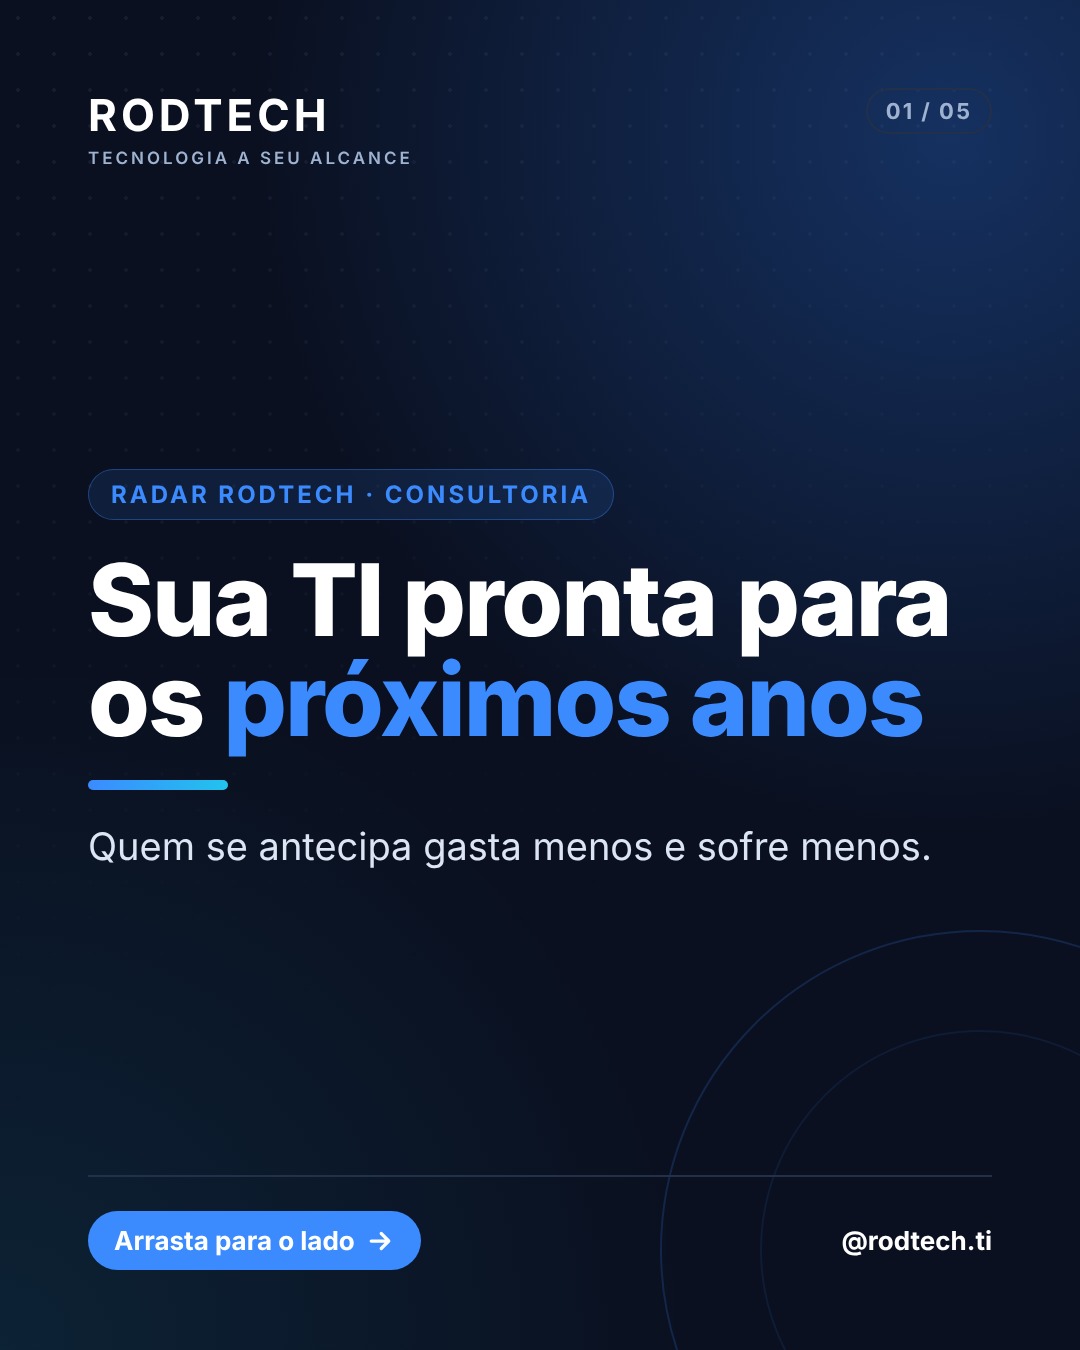 RODTECH
TECNOLOGIA A SEU ALCANCE
01 / 05
RADAR RODTECH · CONSULTORIA
Sua TI pronta para
os próximos anos
Quem se antecipa gasta menos e sofre menos.
Arrasta para o lado →
@rodtech.ti